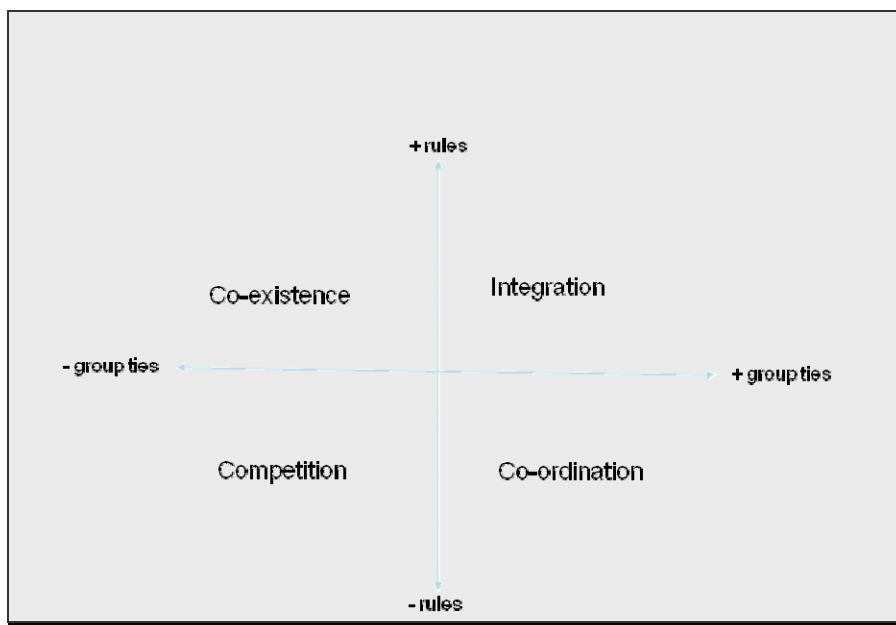 + rules
Co-existence
Integration
- group ties
+ group ties
Competition
Co-ordination
- rules